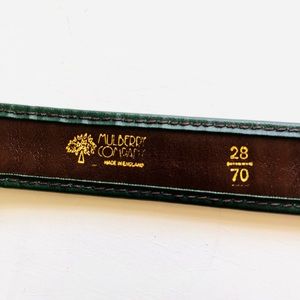 MULBERRY
COMPANY
MADE IN ENGLAND
28
70